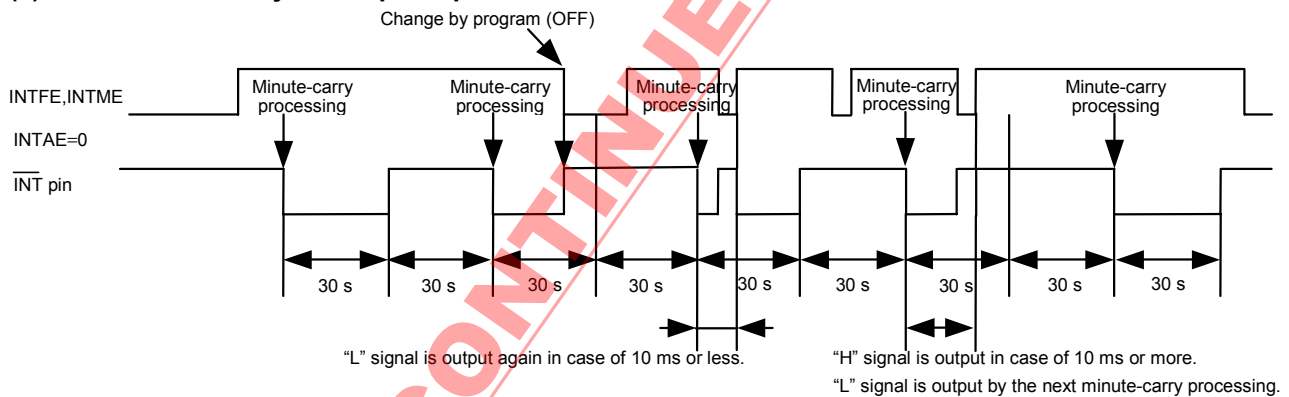 Change by program (OFF)
INTFE,INTME
Minute-carry
processing
Minute-carry
processing
Minute-carry
processing
Minute-carry
processing
Minute-carry
processing
INTAE=0
INT pin
30 s
30 s
30 s
30 s
30 s
30 s
30 s
30 s
30 s
“L” signal is output again in case of 10 ms or less.
“H” signal is output in case of 10 ms or more.
“L” signal is output by the next minute-carry processing.
CONTINUE